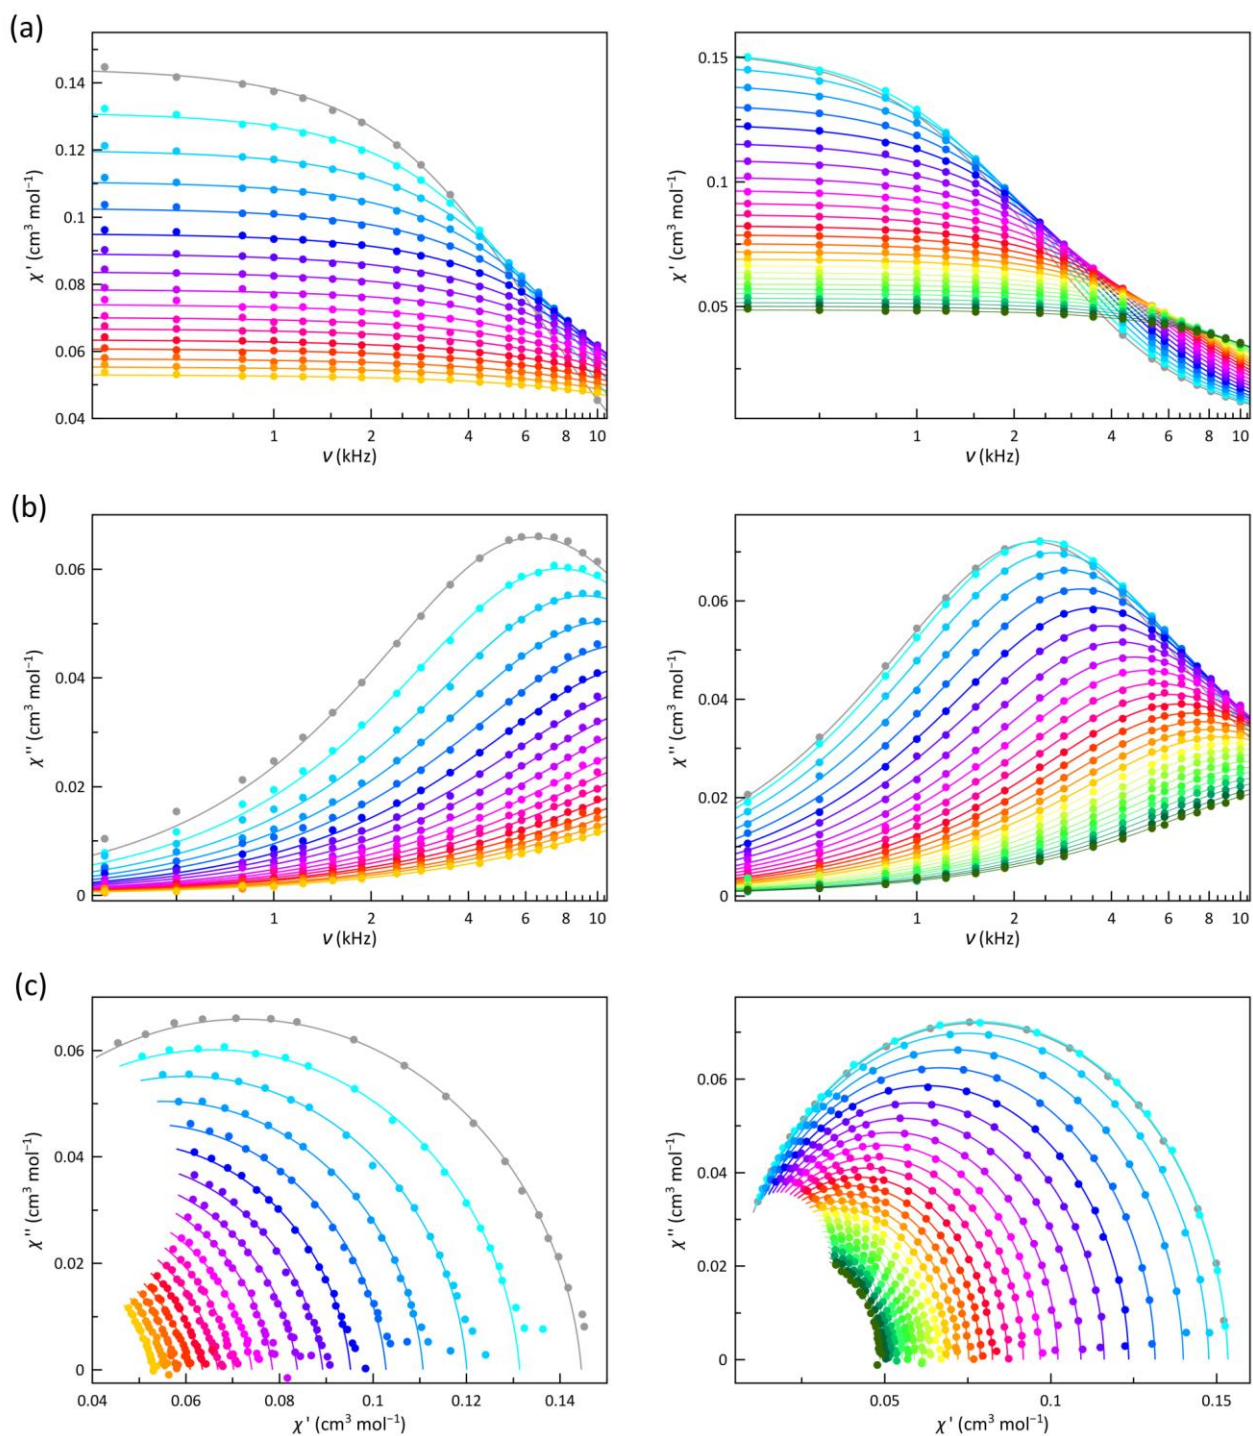 (a)
0.14
0.12
0.1
0.08
0.06
0.04
χ' (cm³ mol⁻¹)
1 2 4 6 8 10
ν (kHz)
0.15
0.1
0.05
χ' (cm³ mol⁻¹)
1 2 4 6 8 10
ν (kHz)
(b)
0.06
0.04
0.02
0
χ'' (cm³ mol⁻¹)
1 2 4 6 8 10
ν (kHz)
0.06
0.04
0.02
0
χ'' (cm³ mol⁻¹)
1 2 4 6 8 10
ν (kHz)
(c)
0.06
0.04
0.02
0
χ'' (cm³ mol⁻¹)
0.04 0.06 0.08 0.1 0.12 0.14
χ' (cm³ mol⁻¹)
0.06
0.04
0.02
0
χ'' (cm³ mol⁻¹)
0.05 0.1 0.15
χ' (cm³ mol⁻¹)